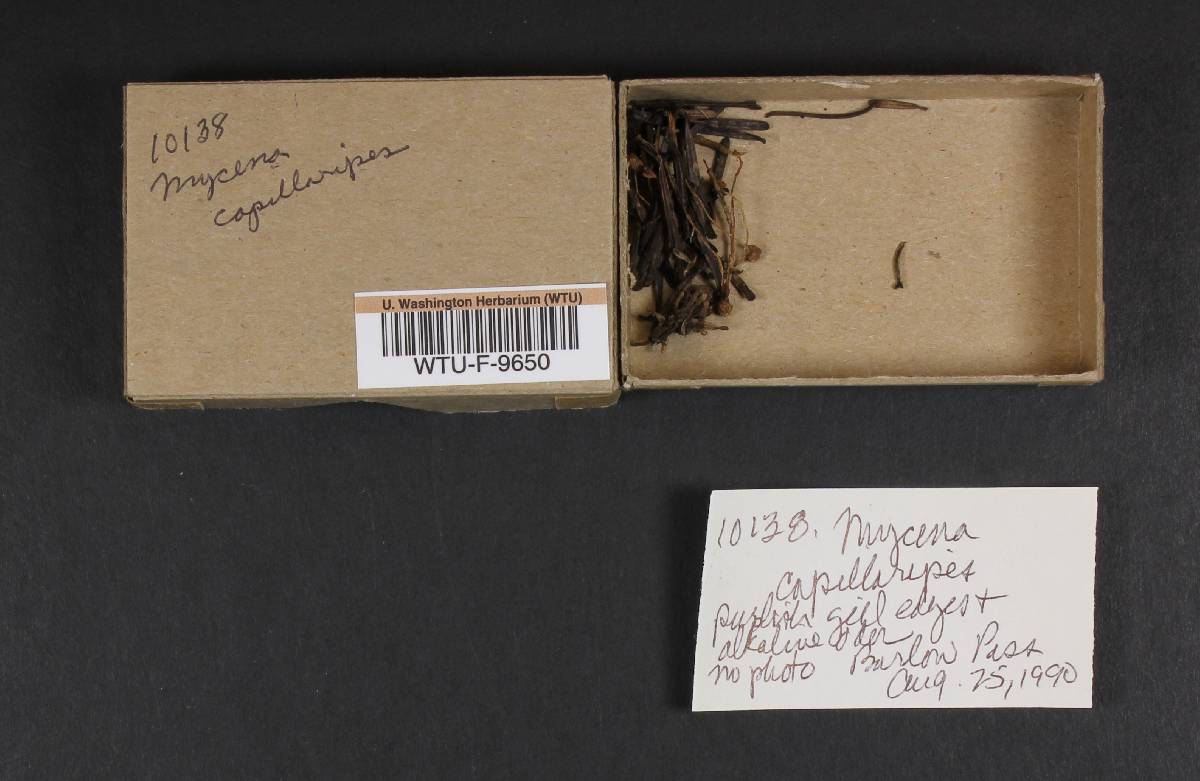 10138
Mycena
capillaripes
U. Washington Herbarium (WTU)
WTU-F-9650
10138. Mycena
capillaripes
purplish gill edges +
alkaline oder
no photo Barlow Pass
Aug. 25, 1990